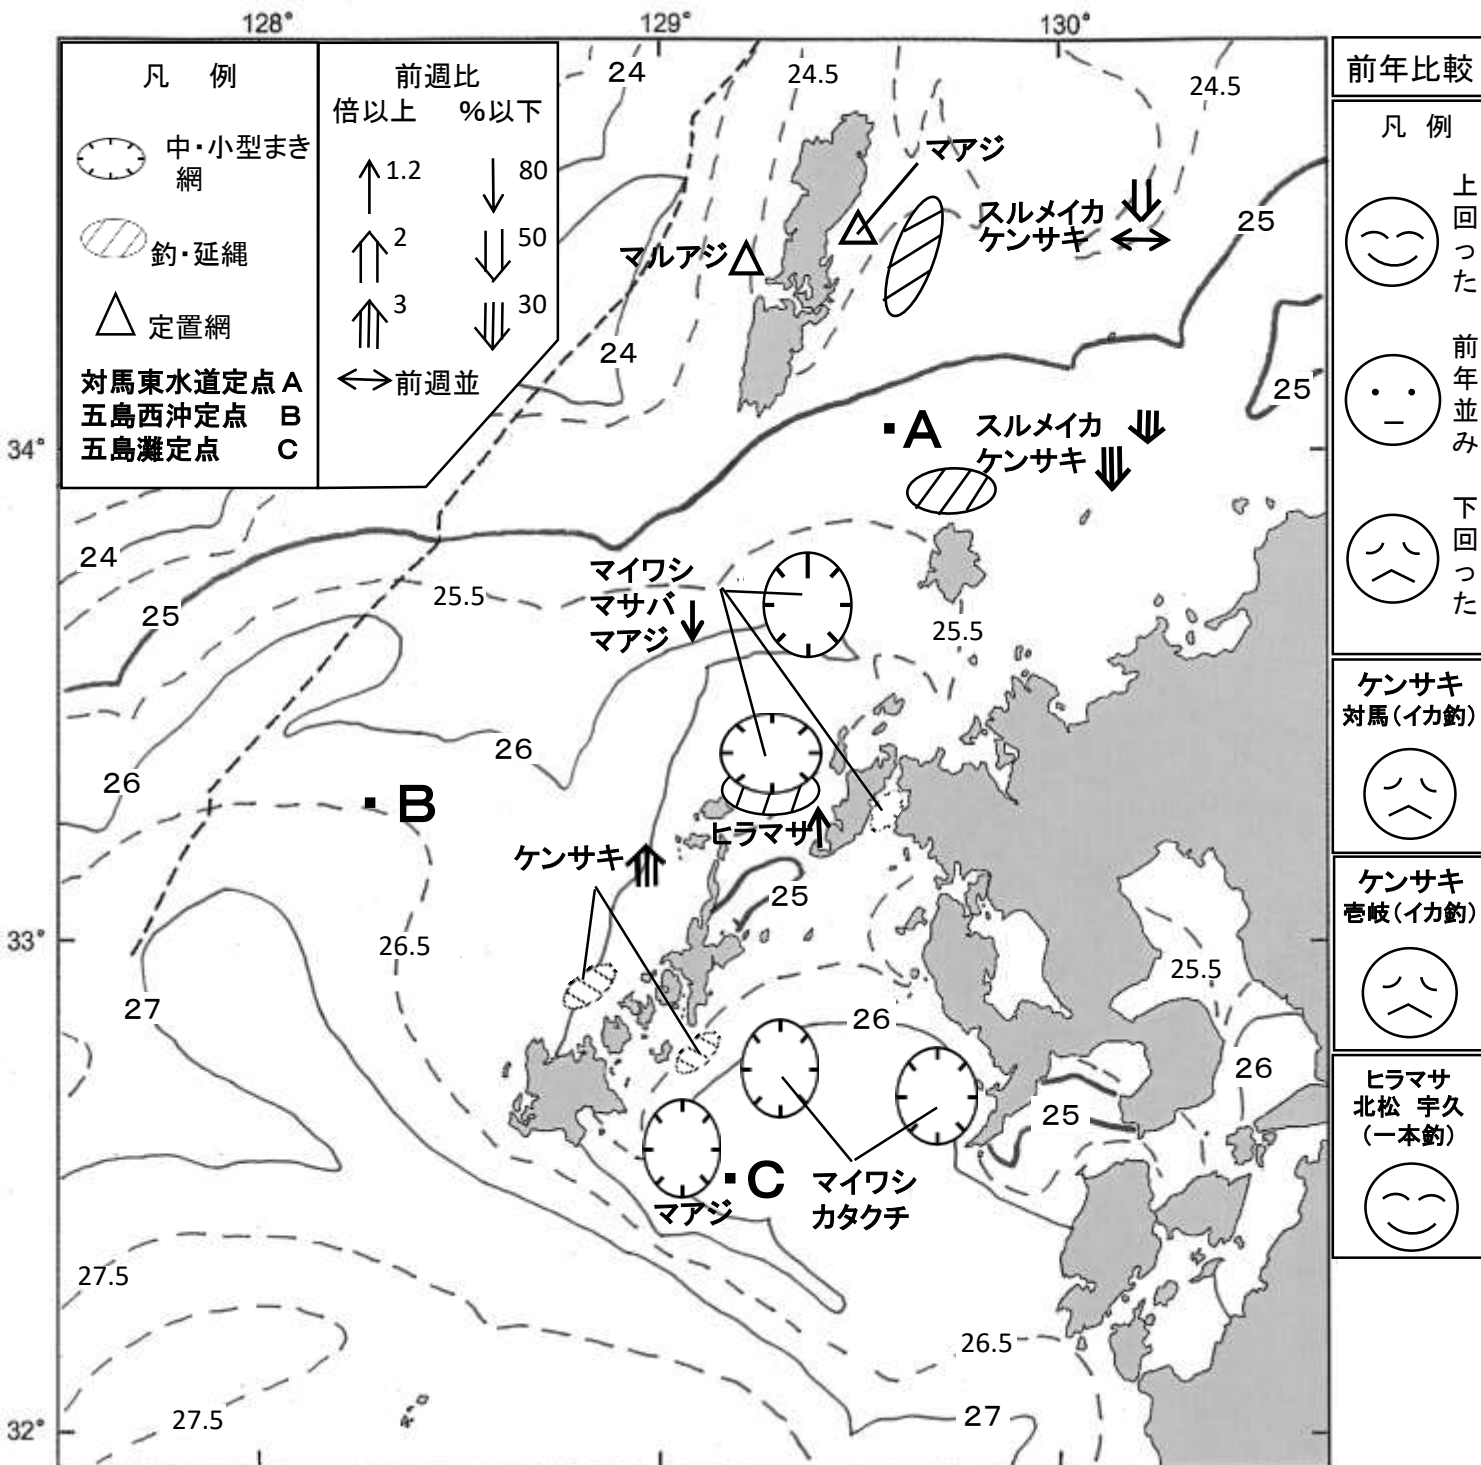 128°
129°
130°
34°
33°
32°
凡 例
中・小型まき
網
釣・延縄
定置網
対馬東水道定点 A
五島西沖定点 B
五島灘定点 C
前週比
倍以上 %以下
1.2 80
2 50
3 30
前週並
24
24.5
24.5
マアジ
スルメイカ
ケンサキ
25
マルアジ
24
25
A
スルメイカ
ケンサキ
24
25
25.5
マイワシ
マサバ
マアジ
25.5
26
26
B
ヒラマサ
ケンサキ
25
26.5
27
25.5
26
26
25
C
マアジ
マイワシ
カタクチ
27.5
26.5
27.5
27
前年比較
凡 例
上回った
前年並み
下回った
ケンサキ
対馬(イカ釣)
ケンサキ
壱岐(イカ釣)
ヒラマサ
北松 宇久
(一本釣)